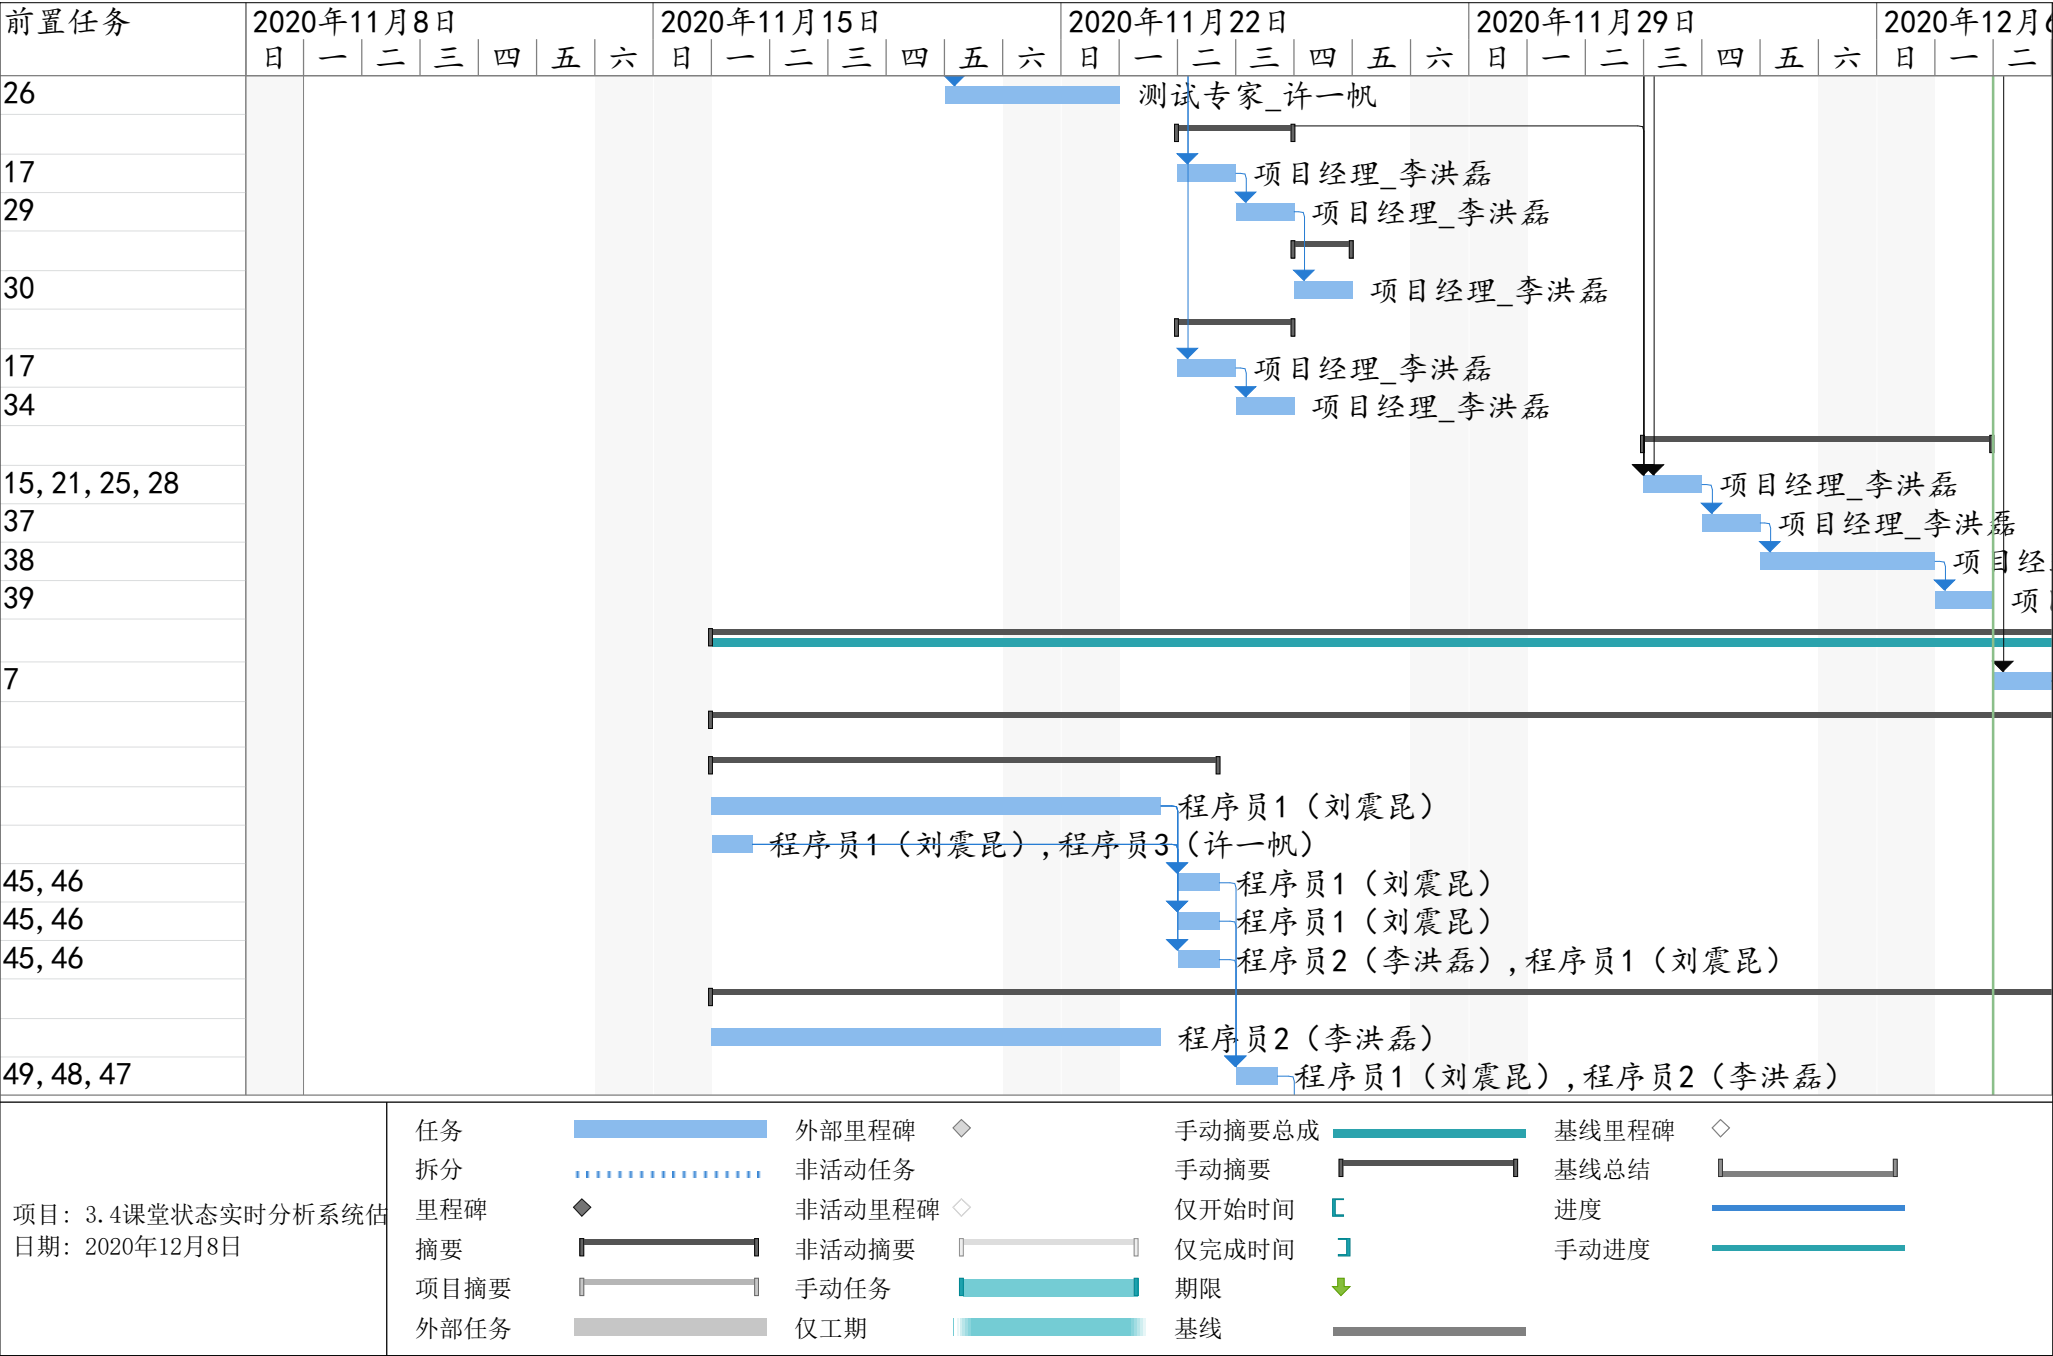 前置任务 2020年11月8日 2020年11月15日 2020年11月22日 2020年11月29日 2020年12月6
日 一 二 三 四 五 六 日 一 二 三 四 五 六 日 一 二 三 四 五 六 日 一 二 三 四 五 六 日 一 二
26 测试专家_许一帆
17 项目经理_李洪磊
29 项目经理_李洪磊
30 项目经理_李洪磊
17 项目经理_李洪磊
34 项目经理_李洪磊
15,21,25,28 项目经理_李洪磊
37 项目经理_李洪磊
38 项目经
39 项
7
程序员1（刘震昆）
程序员1（刘震昆）,程序员3（许一帆）
45,46 程序员1（刘震昆）
45,46 程序员1（刘震昆）
45,46 程序员2（李洪磊）,程序员1（刘震昆）
程序员2（李洪磊）
49,48,47 程序员1（刘震昆）,程序员2（李洪磊）
项目: 3.4课堂状态实时分析系统估
日期: 2020年12月8日
任务 外部里程碑 手动摘要总成 基线里程碑
拆分 非活动任务 手动摘要 基线总结
里程碑 非活动里程碑 仅开始时间 进度
摘要 非活动摘要 仅完成时间 手动进度
项目摘要 手动任务 期限
外部任务 仅工期 基线